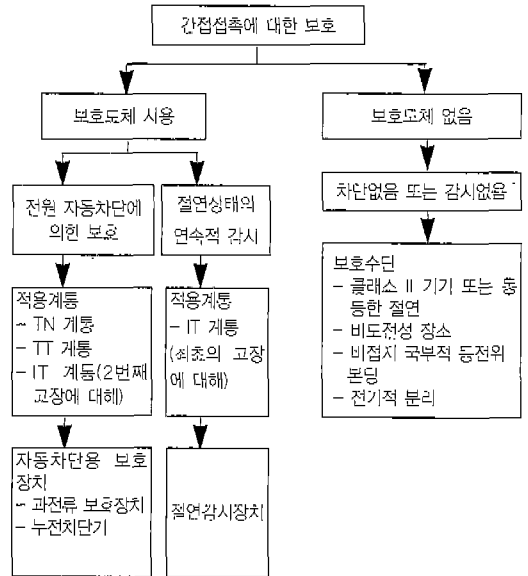 간접접촉에 대한 보호
보호도체 사용
보호도체 없음
전원 자동차단에
의한 보호
절연상태의
연속적 감시
차단없음 또는 감시없음
적용계통
- TN 계통
- TT 계통
- IT 계통(2번째
고장에 대해)
적용계통
- IT 계통
(최초의 고장
에 대해)
보호수단
- 클래스 II 기기 또는 동
등한 절연
- 비도전성 장소
- 비접지 국부적 등전위
본딩
- 전기적 분리
자동차단용 보호
장치
- 과전류 보호장치
- 누전차단기
절연감시장치